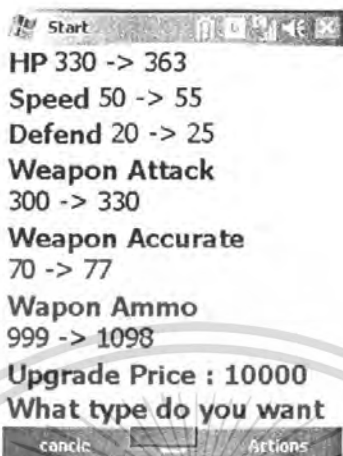 Start
HP 330 -> 363
Speed 50 -> 55
Defend 20 -> 25
Weapon Attack
300 -> 330
Weapon Accurate
70 -> 77
Wapon Ammo
999 -> 1098
Upgrade Price : 10000
What type do you want
cancle Actions